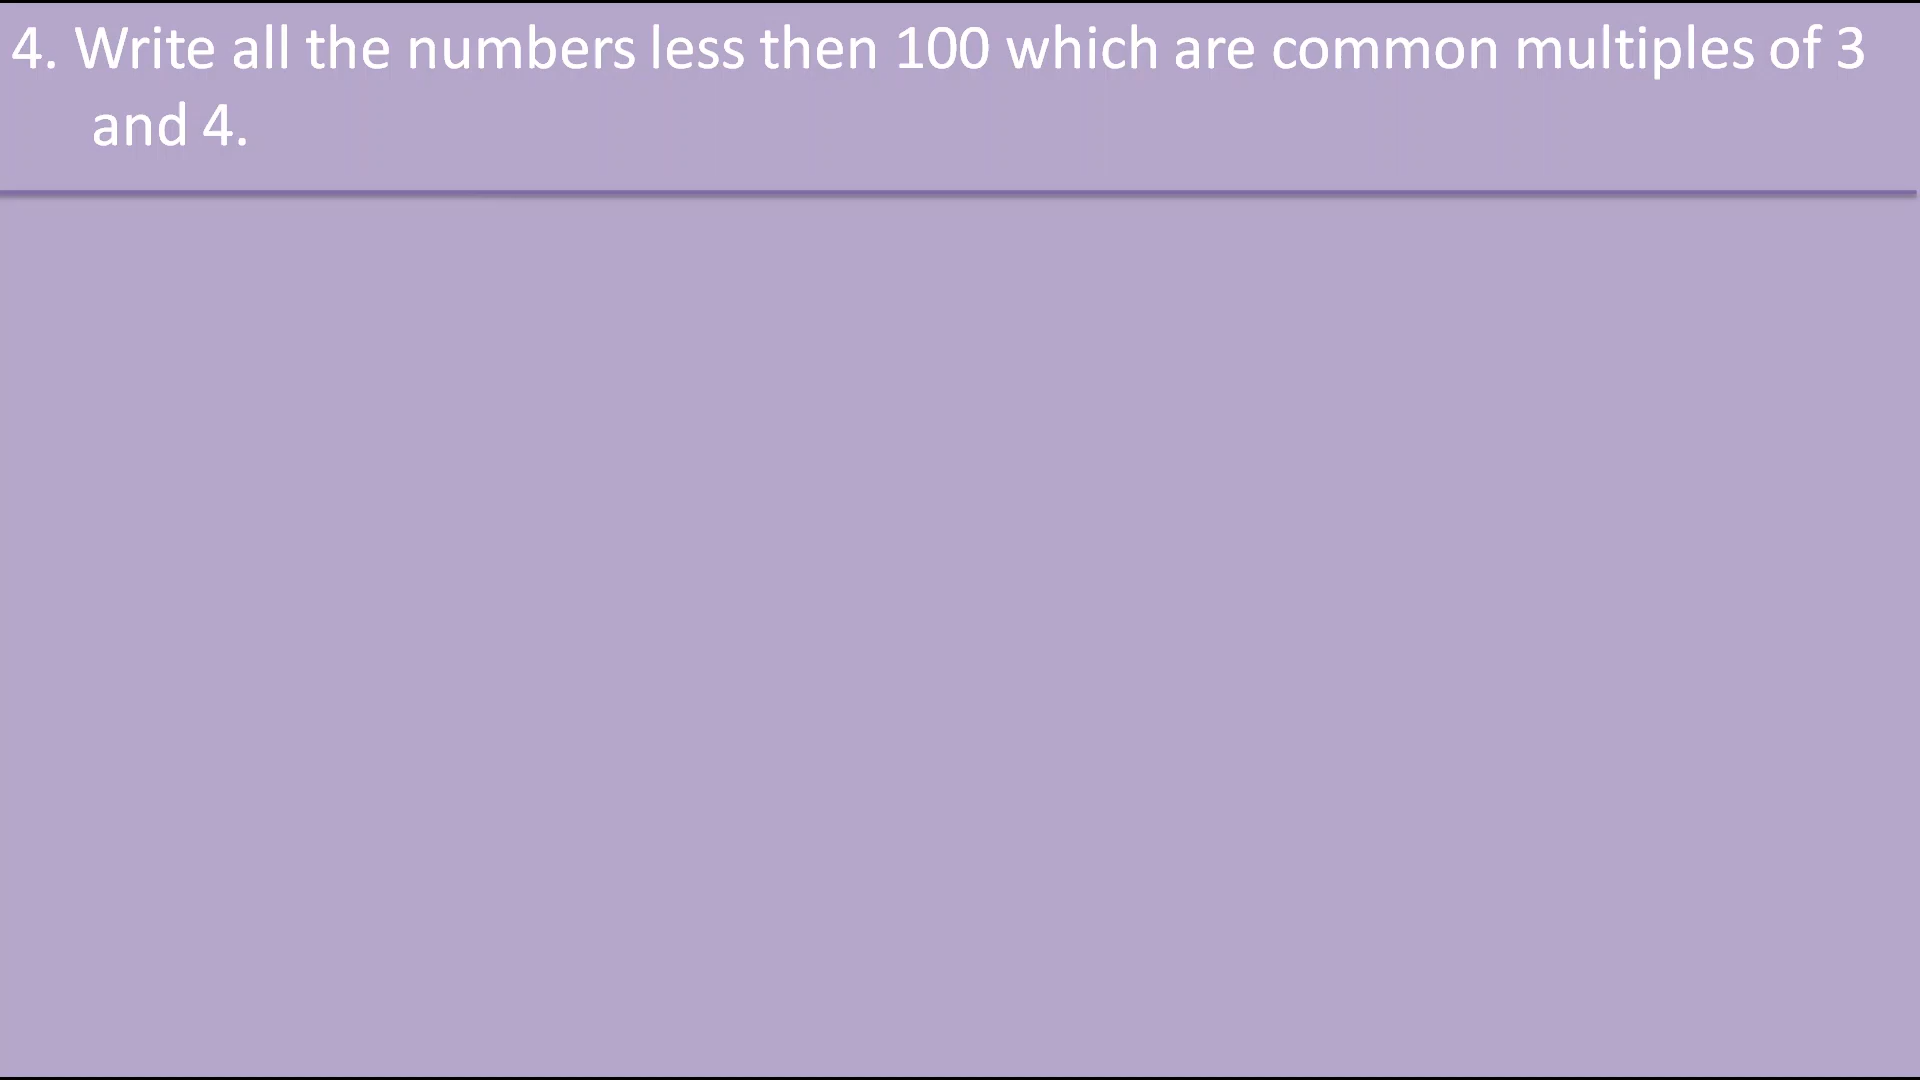 4. Write all the numbers less then 100 which are common multiples of 3
and 4.